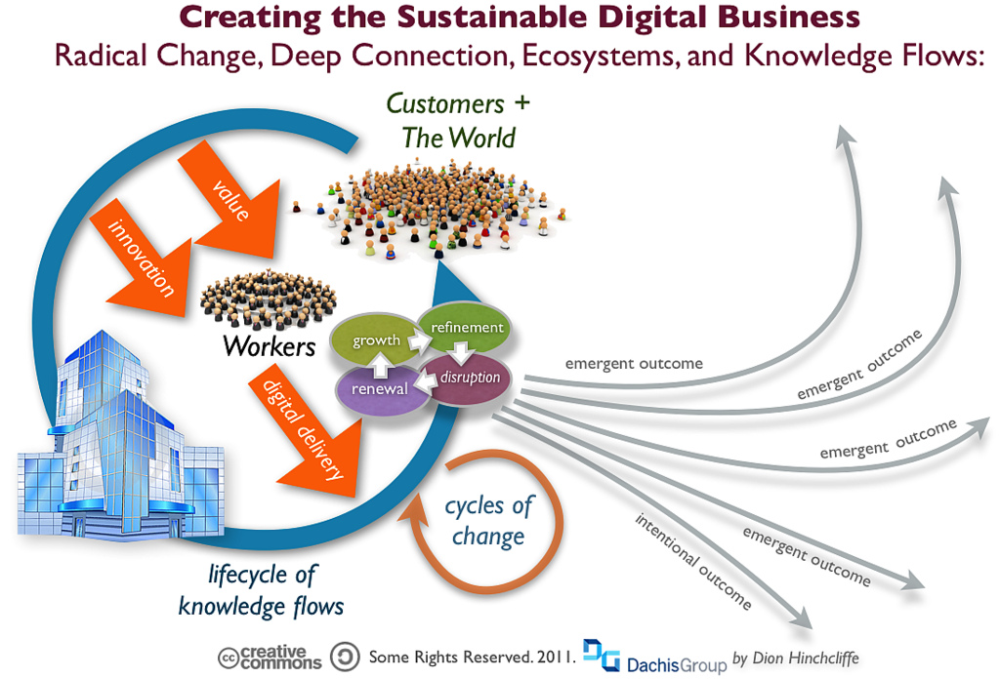 Creating the Sustainable Digital Business
Radical Change, Deep Connection, Ecosystems, and Knowledge Flows:
Customers +
The World
value
innovation
Workers
growth
refinement
renewal
disruption
digital delivery
emergent outcome
emergent outcome
emergent outcome
emergent outcome
intentional outcome
cycles of
change
lifecycle of
knowledge flows
cc creative
commons
Some Rights Reserved. 2011.
DG DachisGroup by Dion Hinchcliffe